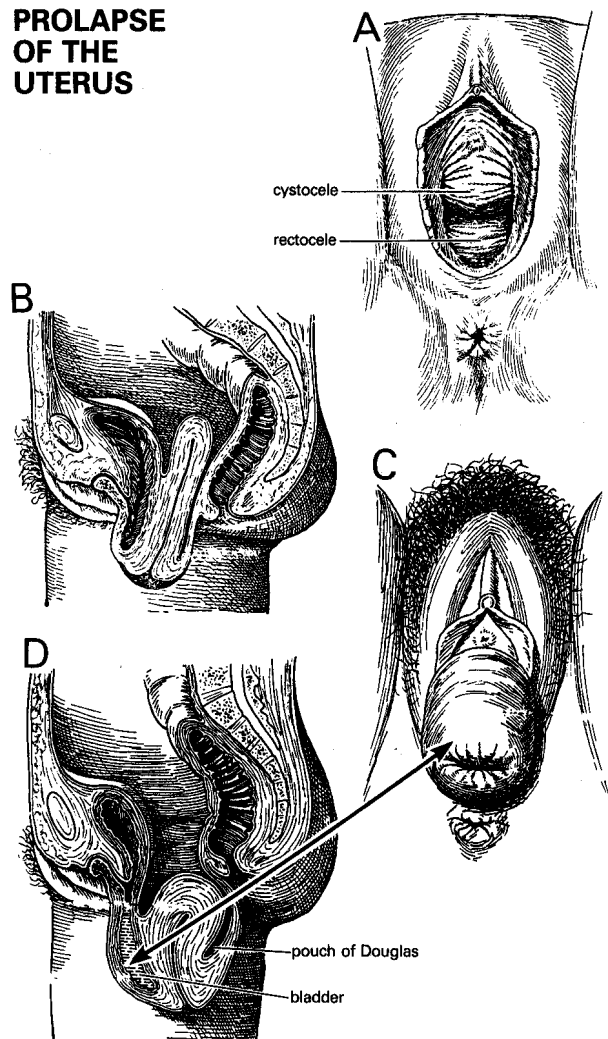 PROLAPSE
OF THE
UTERUS
A
cystocele
rectocele
B
C
D
pouch of Douglas
bladder